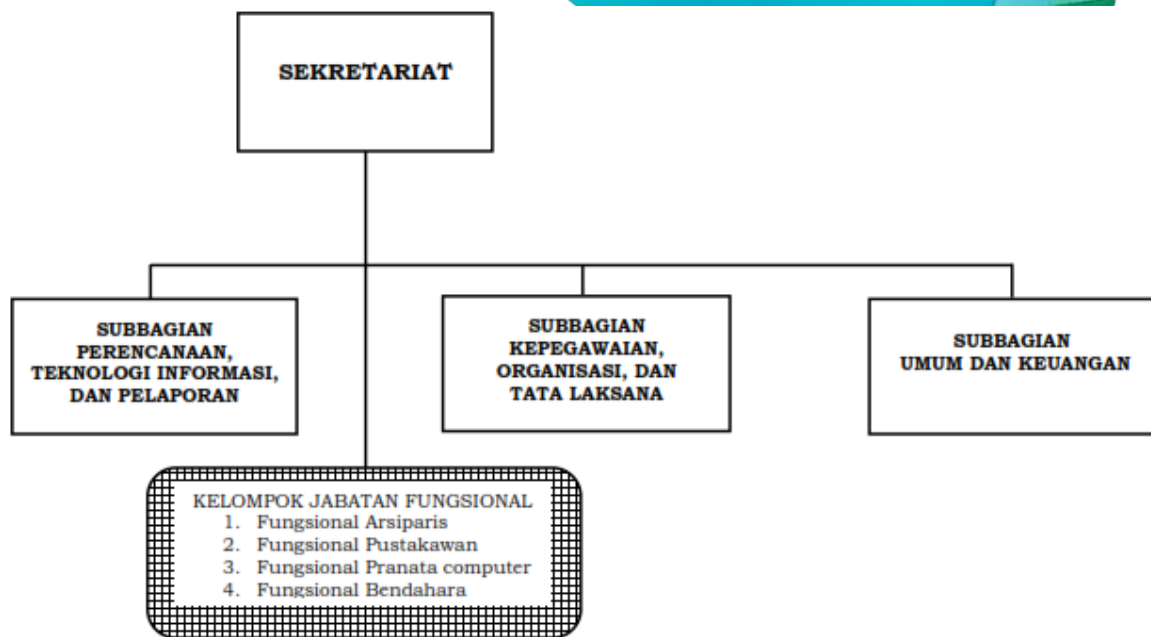 SEKRETARIAT
SUBBAGIAN
PERENCANAAN,
TEKNOLOGI INFORMASI,
DAN PELAPORAN
SUBBAGIAN
KEPEGAWAIAN,
ORGANISASI, DAN
TATA LAKSANA
SUBBAGIAN
UMUM DAN KEUANGAN
KELOMPOK JABATAN FUNGSIONAL
1. Fungsional Arsiparis
2. Fungsional Pustakawan
3. Fungsional Pranata computer
4. Fungsional Bendahara